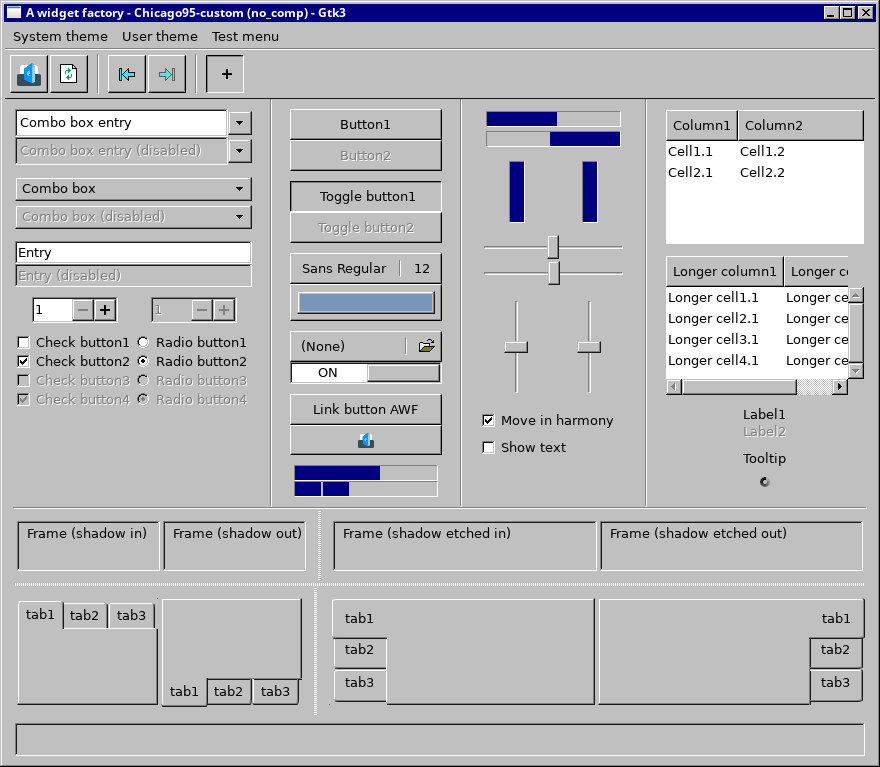 A widget factory - Chicago95-custom (no_comp) - Gtk3
System theme User theme Test menu
Combo box entry
Combo box entry (disabled)
Combo box
Combo box (disabled)
Entry
Entry (disabled)
1 1
Check button1 Radio button1
Check button2 Radio button2
Check button3 Radio button3
Check button4 Radio button4
Button1
Button2
Toggle button1
Toggle button2
Sans Regular 12
(None)
ON
Link button AWF
Move in harmony
Show text
Column1 Column2
Cell1.1 Cell1.2
Cell2.1 Cell2.2
Longer column1 Longer c
Longer cell1.1 Longer ce
Longer cell2.1 Longer ce
Longer cell3.1 Longer ce
Longer cell4.1 Longer ce
Label1
Label2
Tooltip
Frame (shadow in) Frame (shadow out) Frame (shadow etched in) Frame (shadow etched out)
tab1 tab2 tab3
tab1 tab2 tab3
tab1
tab2
tab3
tab1
tab2
tab3